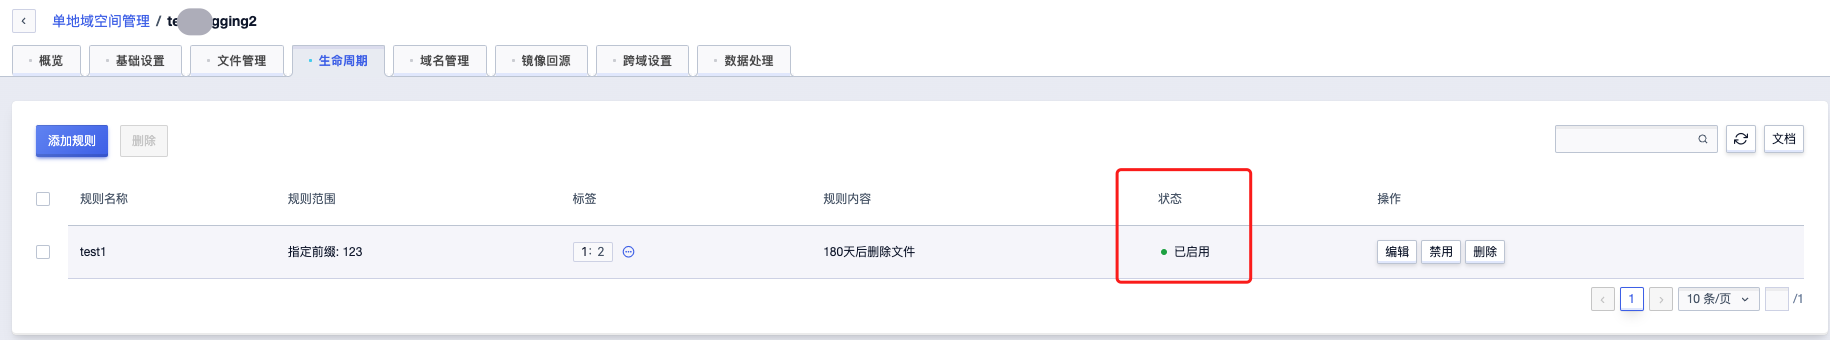 单地域空间管理 / te gging2
概览 基础设置 文件管理 生命周期 域名管理 镜像回源 跨域设置 数据处理
添加规则 删除 文档
规则名称 规则范围 标签 规则内容 状态 操作
test1 指定前缀: 123 1: 2 180天后删除文件 已启用 编辑 禁用 删除
1 10 条/页 /1